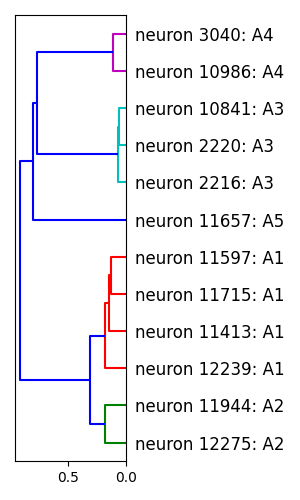 neuron 3040: A4
neuron 10986: A4
neuron 10841: A3
neuron 2220: A3
neuron 2216: A3
neuron 11657: A5
neuron 11597: A1
neuron 11715: A1
neuron 11413: A1
neuron 12239: A1
neuron 11944: A2
neuron 12275: A2
0.5 0.0